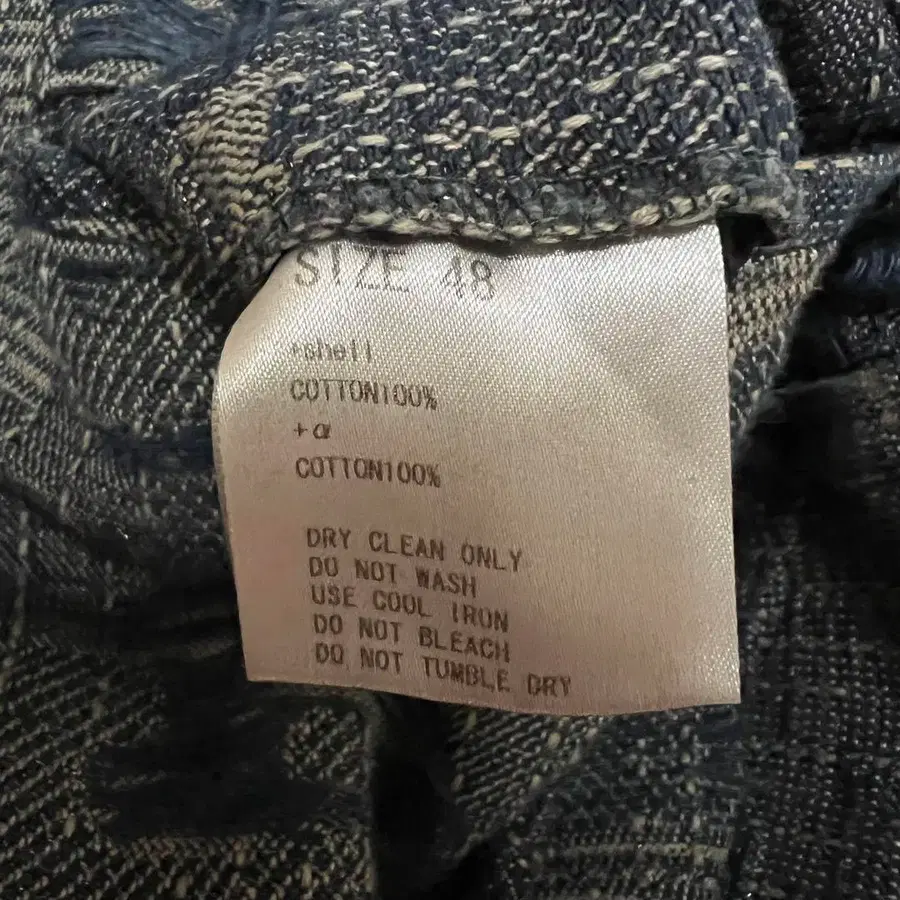 SIZE 48
+shell
COTTON100%
+α
COTTON100%
DRY CLEAN ONLY
DO NOT WASH
USE COOL IRON
DO NOT BLEACH
DO NOT TUMBLE DRY